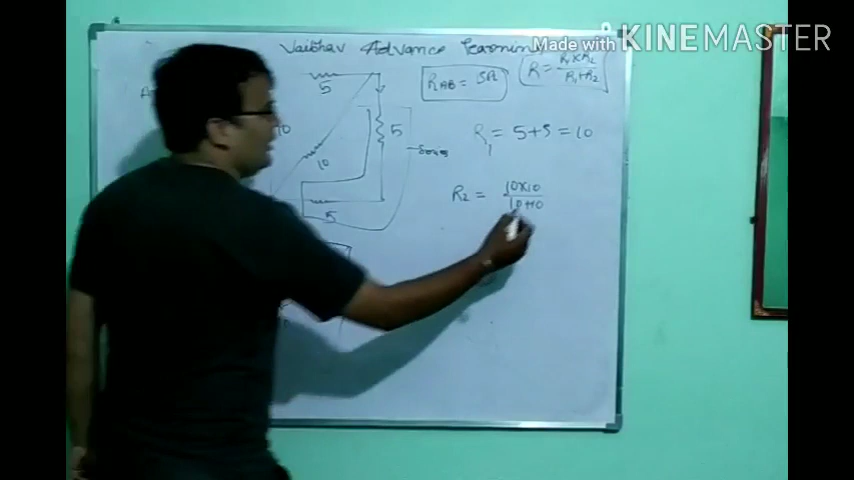 Made with KINEMASTER
Vaibhav Advance Learning
5
RAB = 5Ω
R = R1×R2
R1+R2
5
10
10
5
R1 = 5+5 = 10
R2 = 10×10
10+10